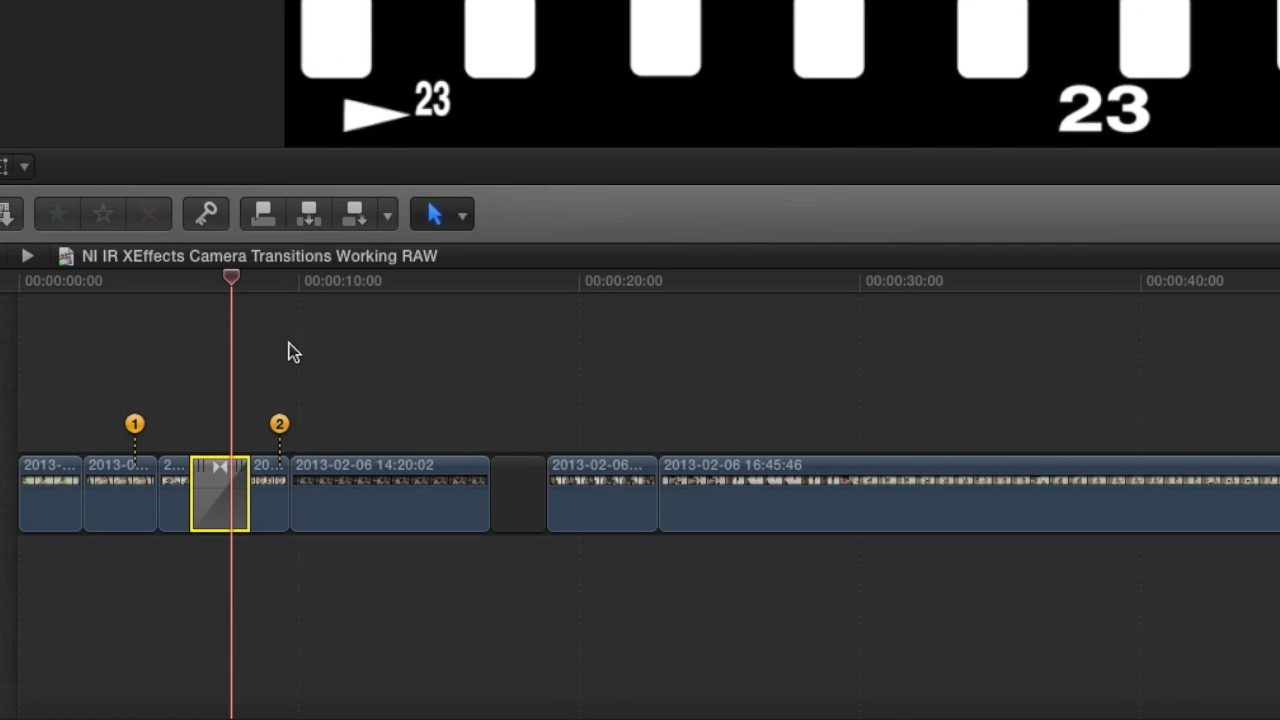 23
23
NI IR XEffects Camera Transitions Working RAW
00:00:00:00 00:00:10:00 00:00:20:00 00:00:30:00 00:00:40:00
1 2
2013-... 2013-0... 2... 20... 2013-02-06 14:20:02 2013-02-06... 2013-02-06 16:45:46